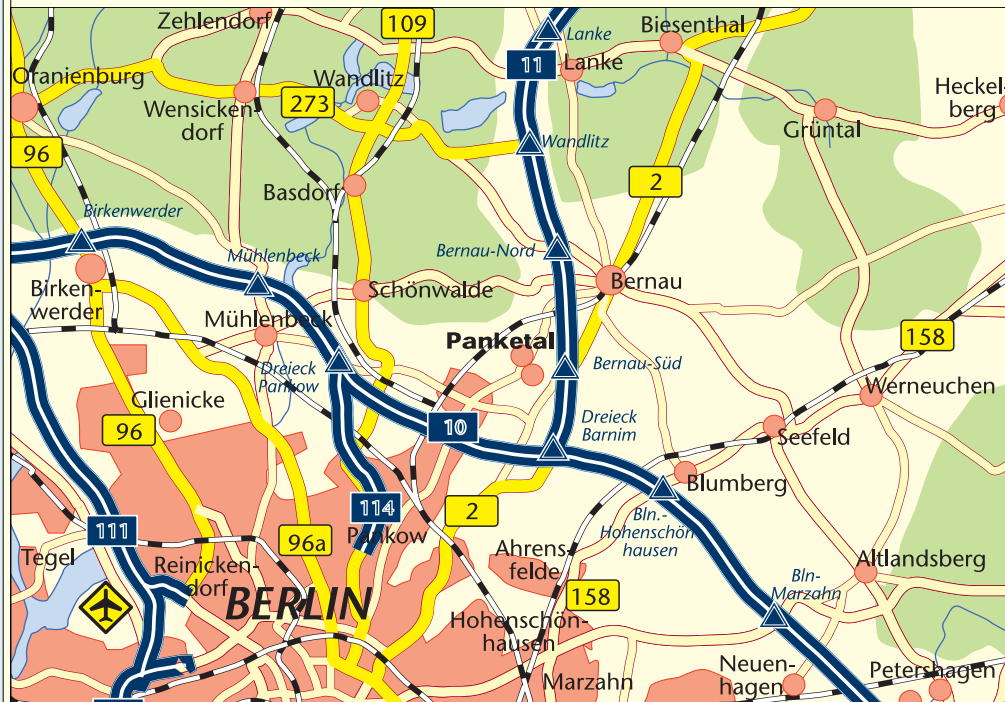 Zehlendorf
109
Lanke
Biesenthal
11
Lanke
Oranienburg
Wandlitz
Wensicken-
dorf
273
Heckel-
berg
Grüntal
96
Wandlitz
2
Basdorf
Birkenwerder
Mühlenbeck
Bernau-Nord
Birken-
werder
Schönwalde
Bernau
Mühlenbeck
Panketal
158
Dreieck
Pankow
Bernau-Süd
Werneuchen
Glienicke
96
10
Dreieck
Barnim
Seefeld
Blumberg
114
2
111
96a
Pankow
Bln.-
Hohenschön
hausen
Tegel
Reinicken-
dorf
Ahrens-
felde
Altlandsberg
BERLIN
158
Bln-
Marzahn
Hohenschön-
hausen
Marzahn
Neuen-
hagen
Petershagen